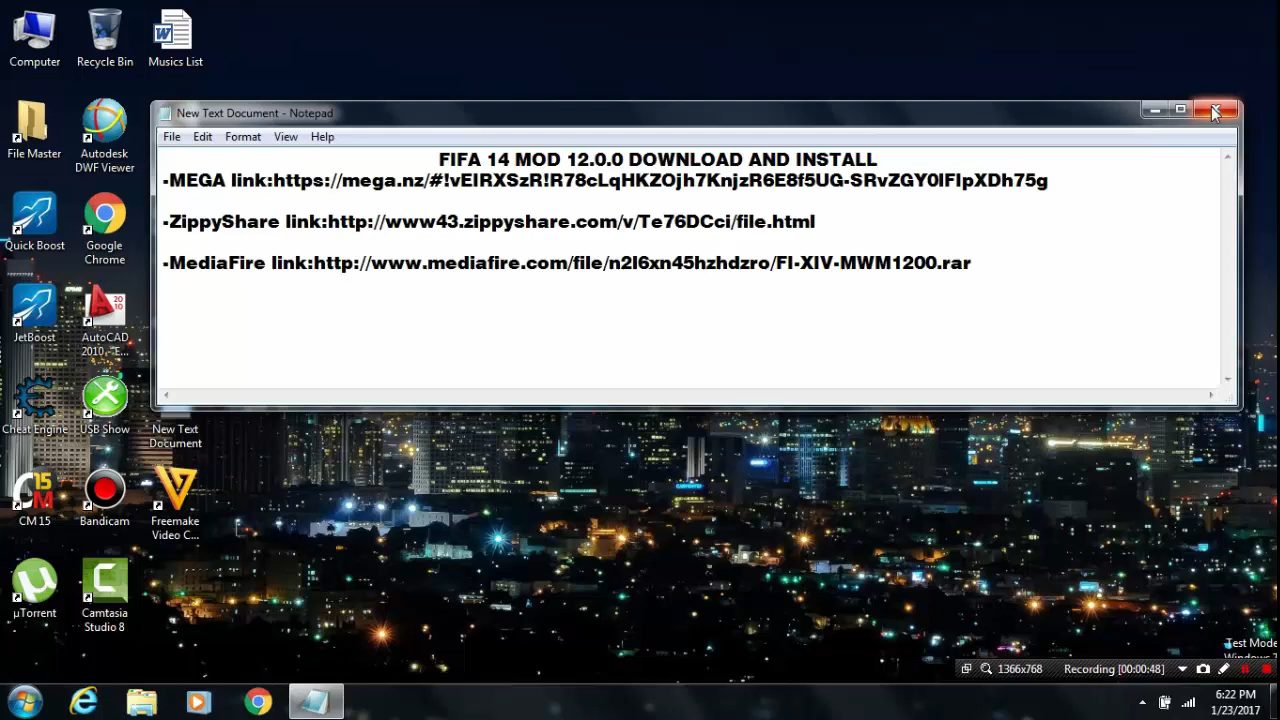 Computer
Recycle Bin
Musics List
File Master
Autodesk
DWF Viewer
Quick Boost
Google
Chrome
JetBoost
AutoCAD
2010 - E...
Cheat Engine
USB Show
New Text
Document
CM 15
Bandicam
Freemake
Video C...
µTorrent
Camtasia
Studio 8
New Text Document - Notepad
File Edit Format View Help
FIFA 14 MOD 12.0.0 DOWNLOAD AND INSTALL
-MEGA link:https://mega.nz/#!vEIRXSzR!R78cLqHKZOjh7KnjzR6E8f5UG-SRvZGY0IFIpXDh75g
-ZippyShare link:http://www43.zippyshare.com/v/Te76DCci/file.html
-MediaFire link:http://www.mediafire.com/file/n2l6xn45hzhdzro/FI-XIV-MWM1200.rar
Test Mode
1366x768 Recording [00:00:48]
6:22 PM
1/23/2017